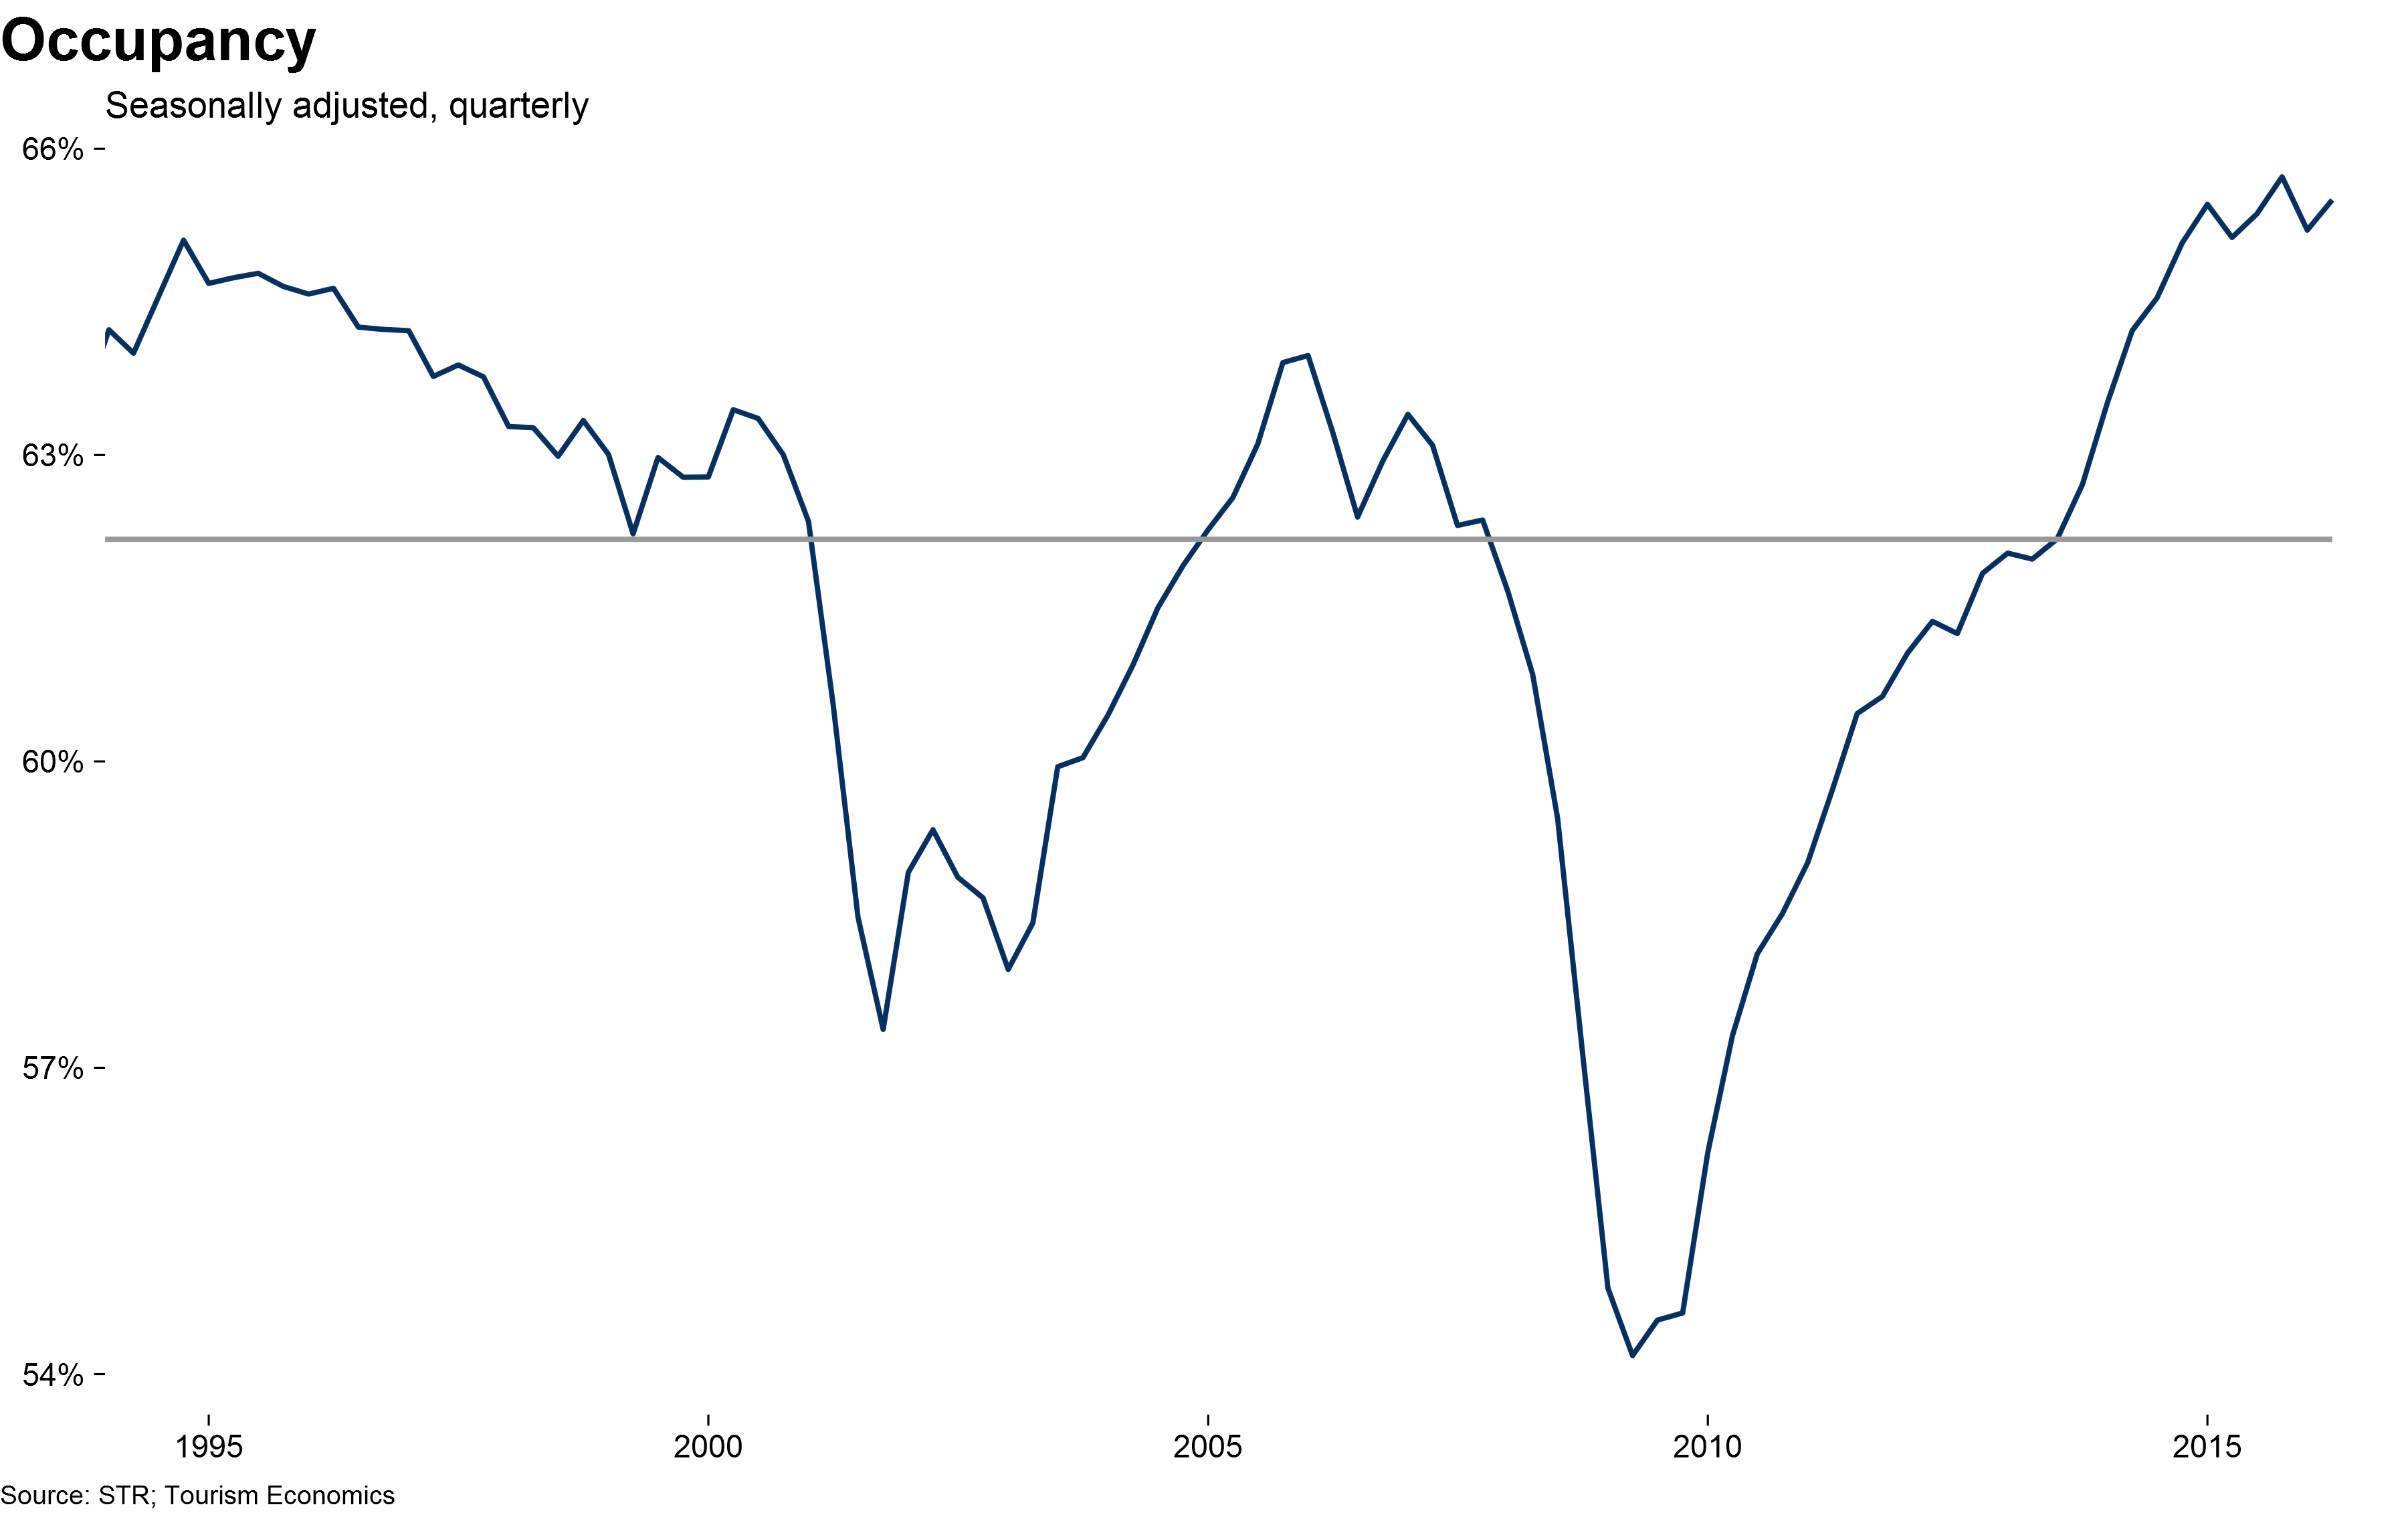 Occupancy
Seasonally adjusted, quarterly
66%
63%
60%
57%
54%
1995 2000 2005 2010 2015
Source: STR; Tourism Economics